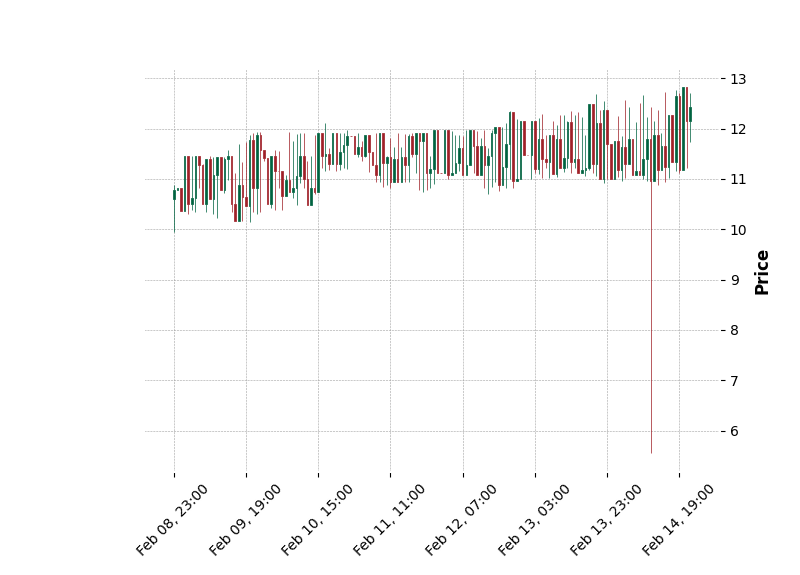 13
12
11
10
9
8
7
6
Price
Feb 08, 23:00
Feb 09, 19:00
Feb 10, 15:00
Feb 11, 11:00
Feb 12, 07:00
Feb 13, 03:00
Feb 13, 23:00
Feb 14, 19:00